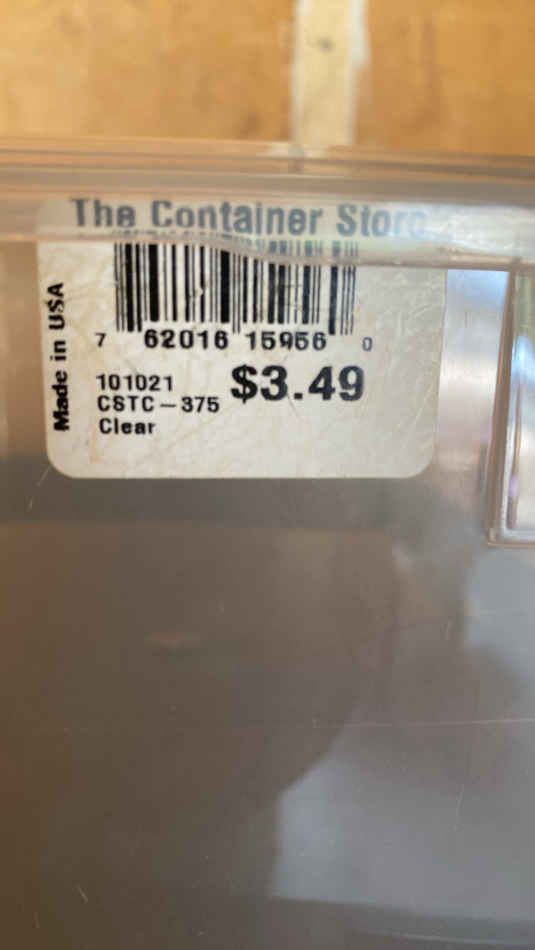 The Container Store
Made in USA
7 62016 15956 0
101021
$3.49
CSTC-375
Clear